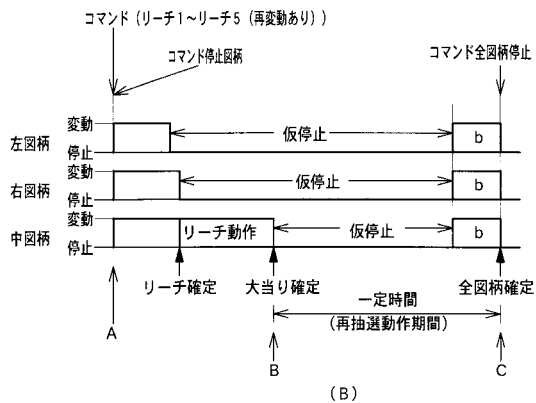 コマンド（リーチ1～リーチ5（再変動あり））
コマンド停止図柄
コマンド全図柄停止
左図柄
変動
停止
仮停止
b
右図柄
変動
停止
仮停止
b
中図柄
変動
停止
リーチ動作
仮停止
b
リーチ確定
大当り確定
全図柄確定
一定時間
（再抽選動作期間）
A
B
C
(B)